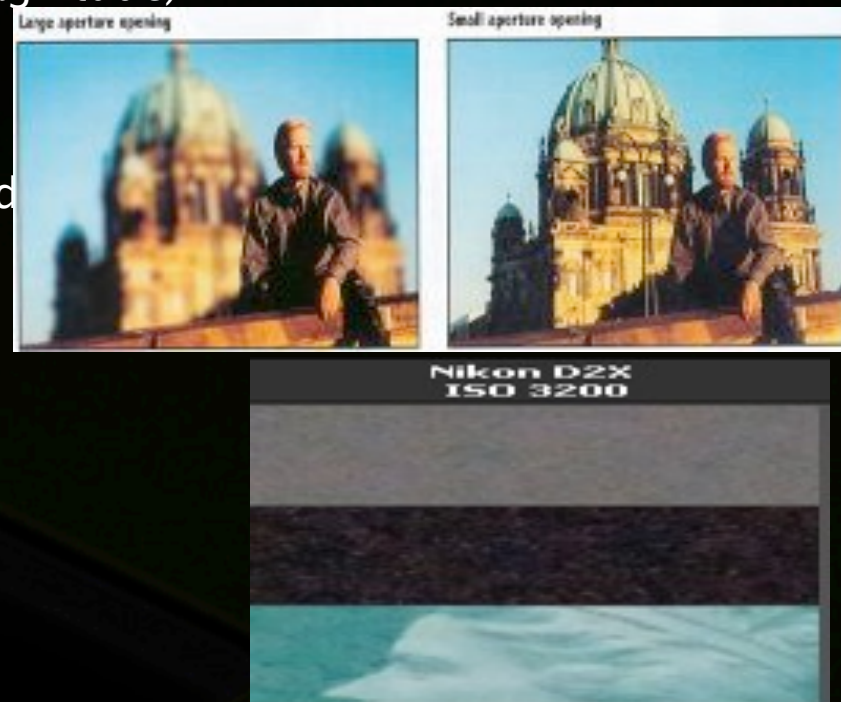 Large aperture opening
Small aperture opening
d
Nikon D2X
ISO 3200